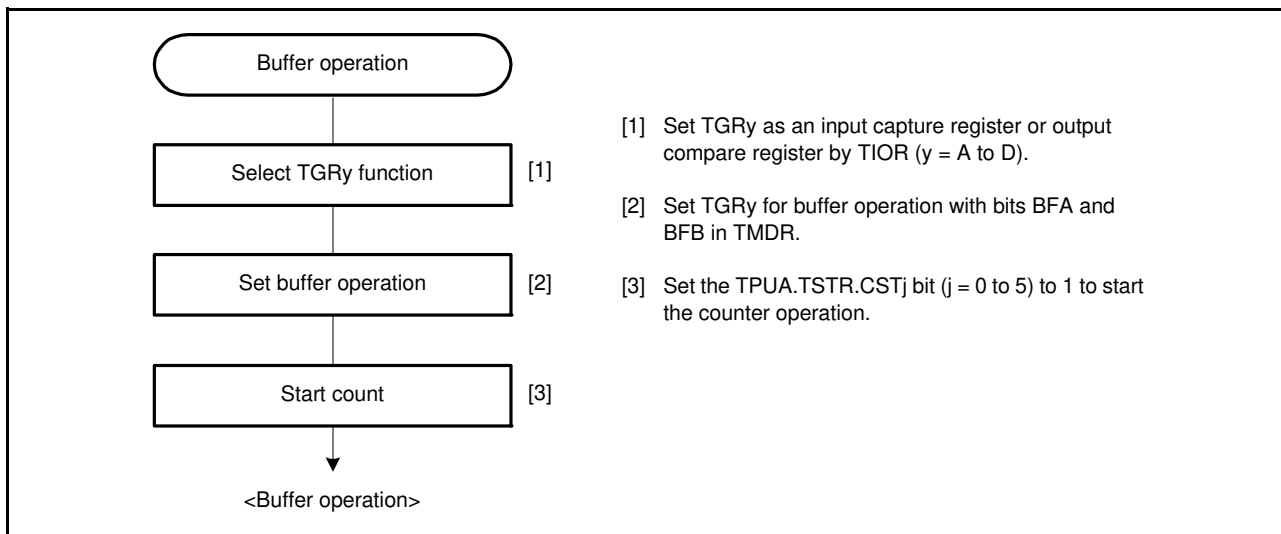 Buffer operation
Select TGRy function
[1]
Set buffer operation
[2]
Start count
[3]
<Buffer operation>
[1] Set TGRy as an input capture register or output
compare register by TIOR (y = A to D).
[2] Set TGRy for buffer operation with bits BFA and
BFB in TMDR.
[3] Set the TPUA.TSTR.CSTj bit (j = 0 to 5) to 1 to start
the counter operation.